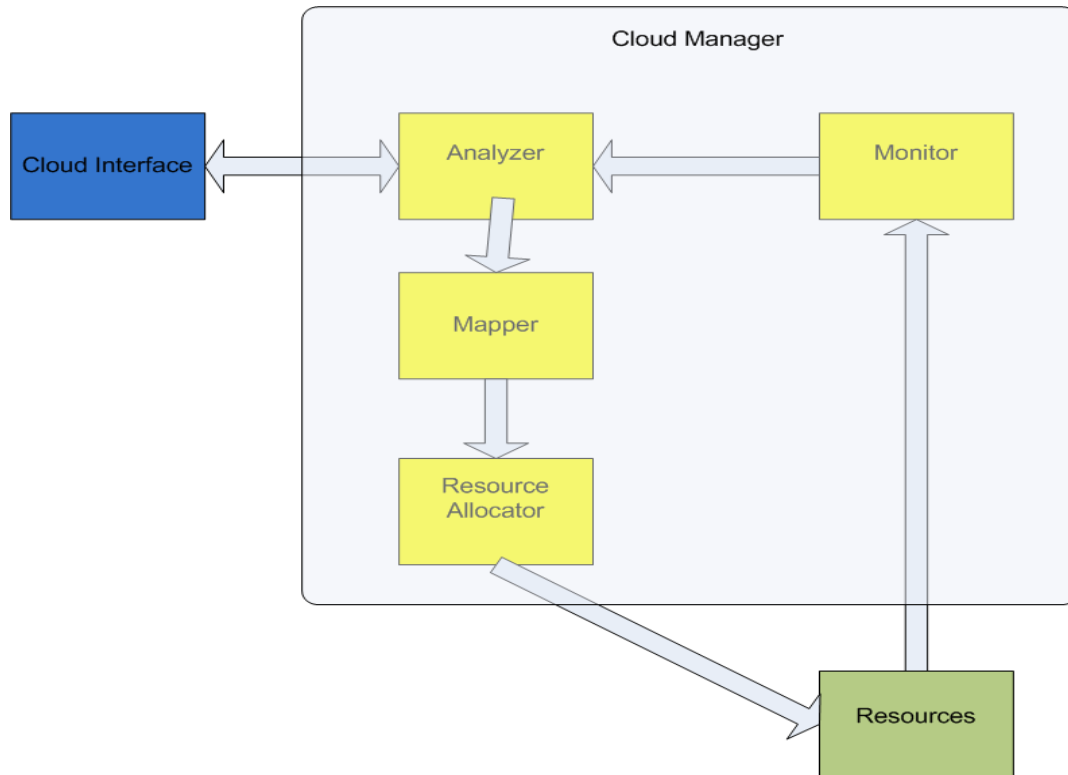 Cloud Manager
Cloud Interface
Analyzer
Monitor
Mapper
Resource
Allocator
Resources